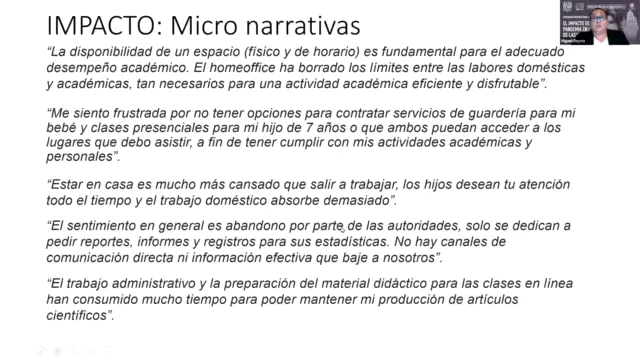 IMPACTO: Micro narrativas
“La disponibilidad de un espacio (físico y de horario) es fundamental para el adecuado
desempeño académico. El homeoffice ha borrado los límites entre las labores domésticas
y académicas, tan necesarios para una actividad académica eficiente y disfrutable”.
“Me siento frustrada por no tener opciones para contratar servicios de guardería para mi
bebé y clases presenciales para mi hijo de 7 años o que ambos puedan acceder a los
lugares que debo asistir, a fin de tener cumplir con mis actividades académicas y
personales”.
“Estar en casa es mucho más cansado que salir a trabajar, los hijos desean tu atención
todo el tiempo y el trabajo doméstico absorbe demasiado”.
“El sentimiento en general es abandono por parte de las autoridades, solo se dedican a
pedir reportes, informes y registros para sus estadísticas. No hay canales de
comunicación directa ni información efectiva que baje a nosotros”.
“El trabajo administrativo y la preparación del material didáctico para las clases en línea
han consumido mucho tiempo para poder mantener mi producción de artículos
científicos”.
EL IMPACTO DE
PANDEMIA EN
DE LAS